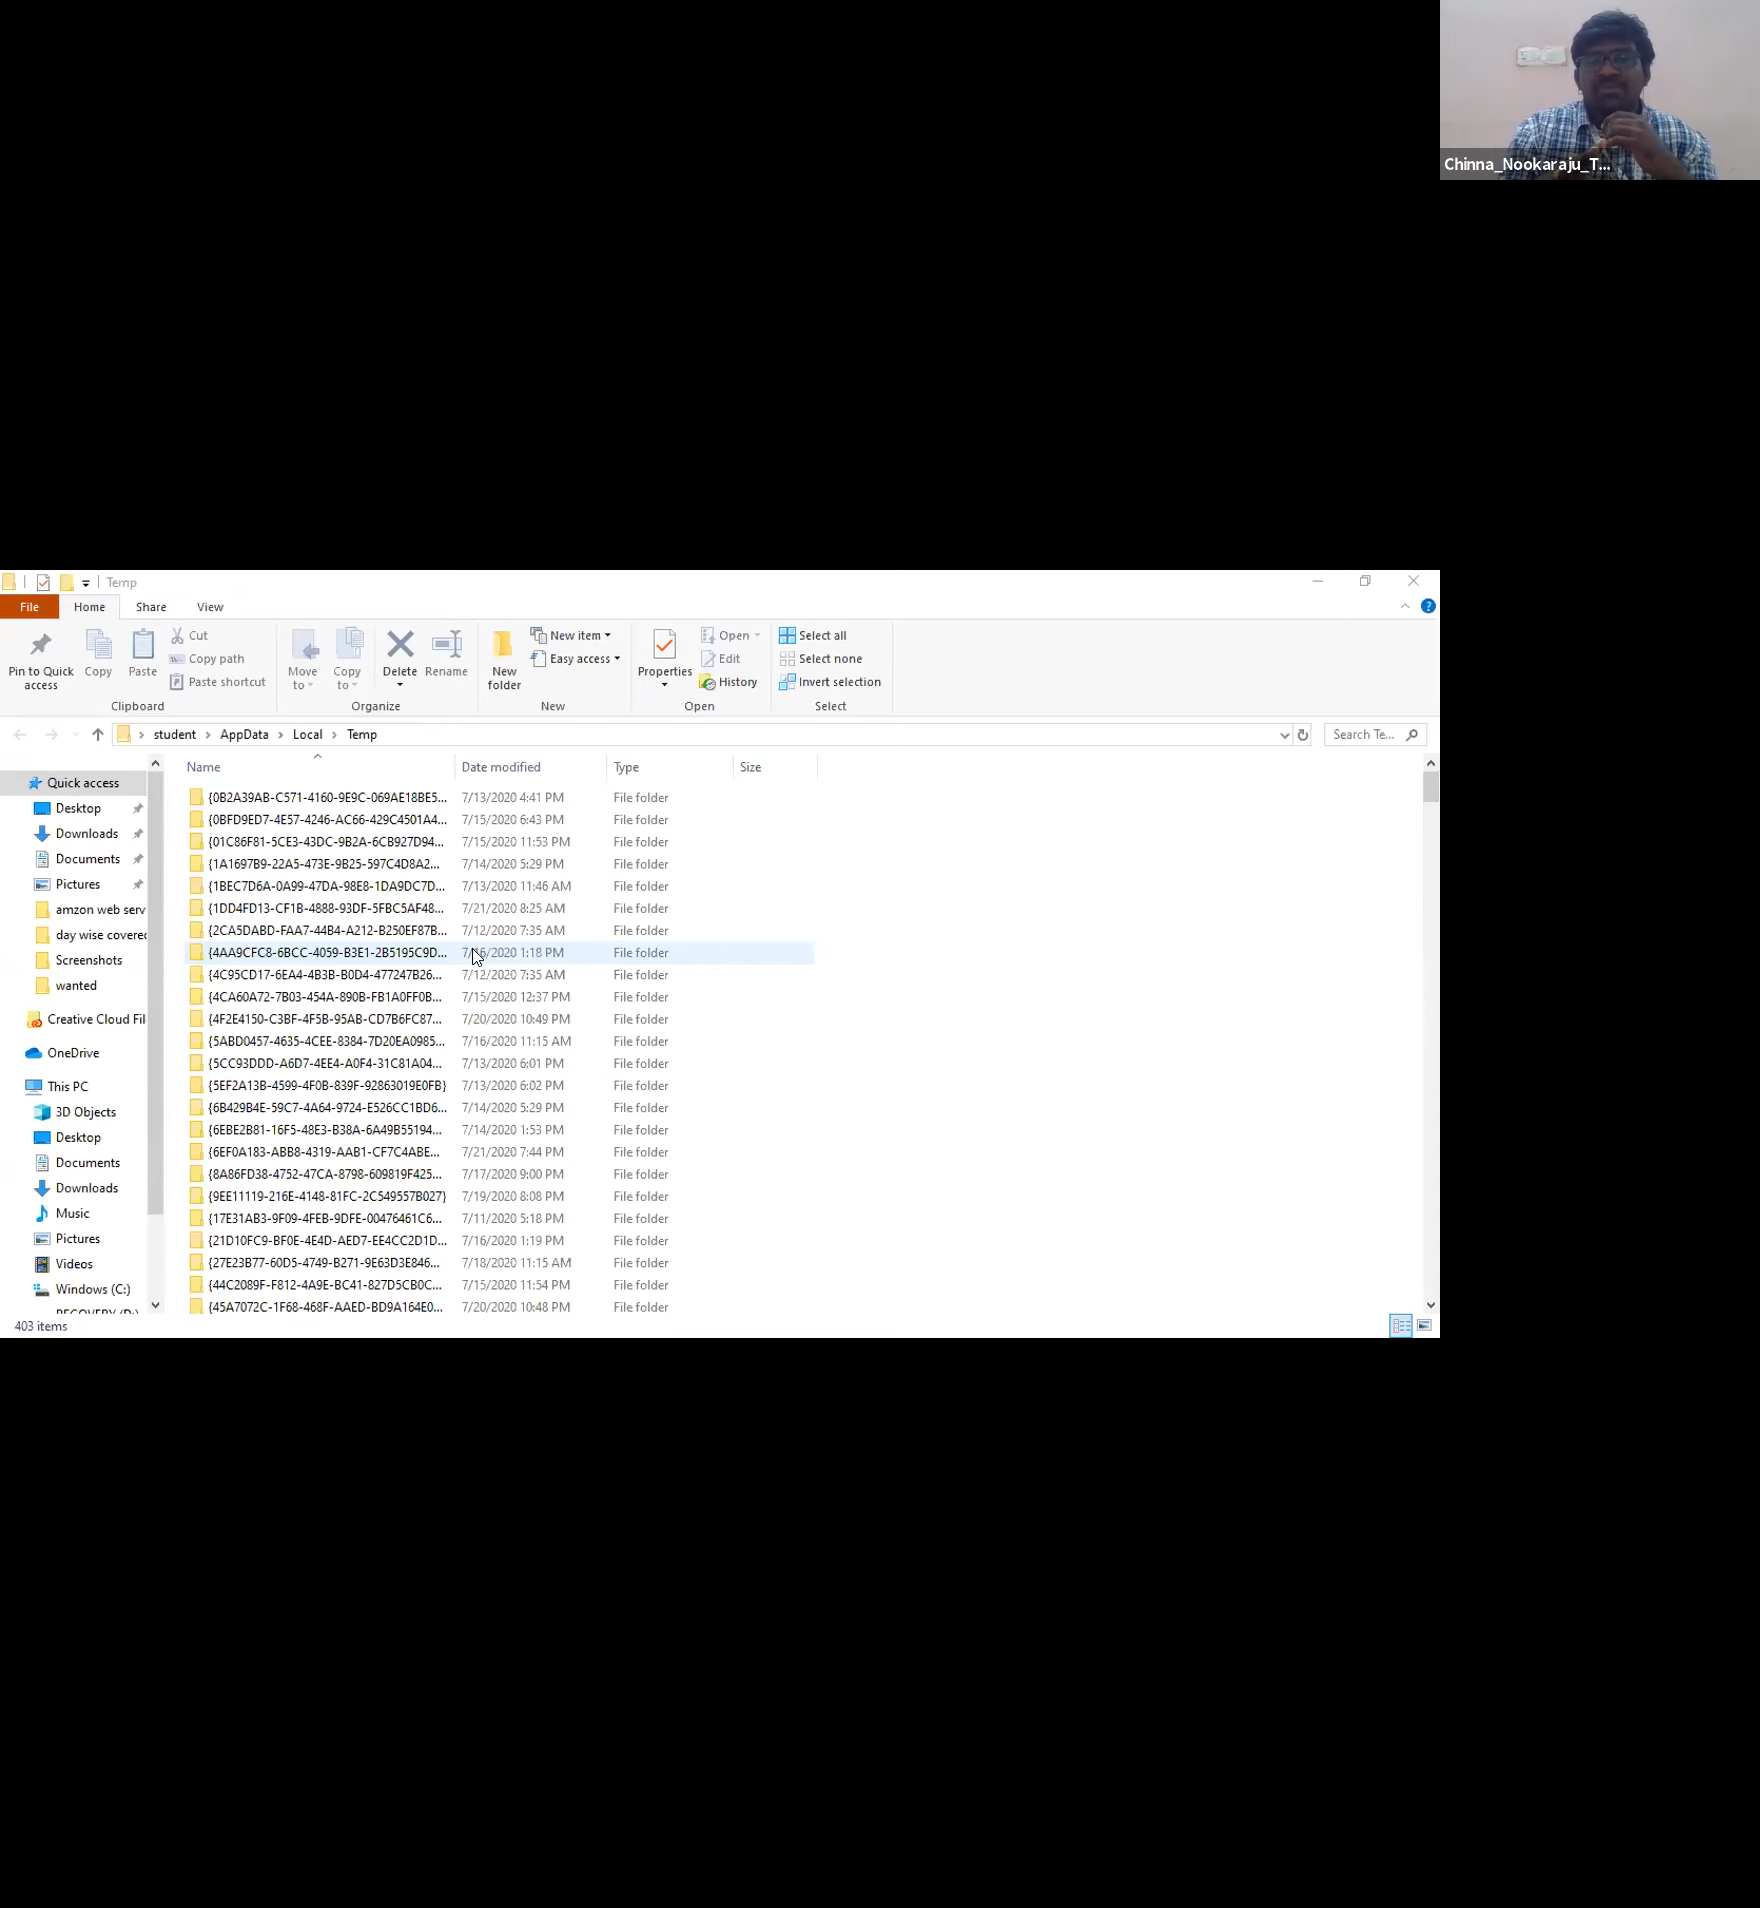 Chinna_Nookaraju_T...
Temp
File Home Share View
Pin to Quick access
Copy
Paste
Cut
Copy path
Paste shortcut
Clipboard
Move to
Copy to
Delete
Rename
Organize
New folder
New item
Easy access
New
Properties
Open
Edit
History
Open
Select all
Select none
Invert selection
Select
student > AppData > Local > Temp
Search Te...
Quick access
Desktop
Downloads
Documents
Pictures
amzon web serv
day wise covered
Screenshots
wanted
Creative Cloud Fil
OneDrive
This PC
3D Objects
Desktop
Documents
Downloads
Music
Pictures
Videos
Windows (C:)
RECOVERY (D:)
Name Date modified Type Size
{0B2A39AB-C571-4160-9E9C-069AE18BE5... 7/13/2020 4:41 PM File folder
{0BFD9ED7-4E57-4246-AC66-429C4501A4... 7/15/2020 6:43 PM File folder
{01C86F81-5CE3-43DC-9B2A-6CB927D94... 7/15/2020 11:53 PM File folder
{1A1697B9-22A5-473E-9B25-597C4D8A2... 7/14/2020 5:29 PM File folder
{1BEC7D6A-0A99-47DA-98E8-1DA9DC7D... 7/13/2020 11:46 AM File folder
{1DD4FD13-CF1B-4888-93DF-5FBC5AF48... 7/21/2020 8:25 AM File folder
{2CA5DABD-FAA7-44B4-A212-B250EF87B... 7/12/2020 7:35 AM File folder
{4AA9CFC8-6BCC-4059-B3E1-2B5195C9D... 7/16/2020 1:18 PM File folder
{4C95CD17-6EA4-4B3B-B0D4-477247B26... 7/12/2020 7:35 AM File folder
{4CA60A72-7B03-454A-890B-FB1A0FF0B... 7/15/2020 12:37 PM File folder
{4F2E4150-C3BF-4F5B-95AB-CD7B6FC87... 7/20/2020 10:49 PM File folder
{5ABD0457-4635-4CEE-8384-7D20EA0985... 7/16/2020 11:15 AM File folder
{5CC93DDD-A6D7-4EE4-A0F4-31C81A04... 7/13/2020 6:01 PM File folder
{5EF2A13B-4599-4F0B-839F-92863019E0FB} 7/13/2020 6:02 PM File folder
{6B429B4E-59C7-4A64-9724-E526CC1BD6... 7/14/2020 5:29 PM File folder
{6EBE2B81-16F5-48E3-B38A-6A49B55194... 7/14/2020 1:53 PM File folder
{6EF0A183-ABB8-4319-AAB1-CF7C4ABE... 7/21/2020 7:44 PM File folder
{8A86FD38-4752-47CA-8798-609819F425... 7/17/2020 9:00 PM File folder
{9EE11119-216E-4148-81FC-2C549557B027} 7/19/2020 8:08 PM File folder
{17E31AB3-9F09-4FEB-9DFE-00476461C6... 7/11/2020 5:18 PM File folder
{21D10FC9-BF0E-4E4D-AED7-EE4CC2D1D... 7/16/2020 1:19 PM File folder
{27E23B77-60D5-4749-B271-9E63D3E846... 7/18/2020 11:15 AM File folder
{44C2089F-F812-4A9E-BC41-827D5CB0C... 7/15/2020 11:54 PM File folder
{45A7072C-1F68-468F-AAED-BD9A164E0... 7/20/2020 10:48 PM File folder
403 items